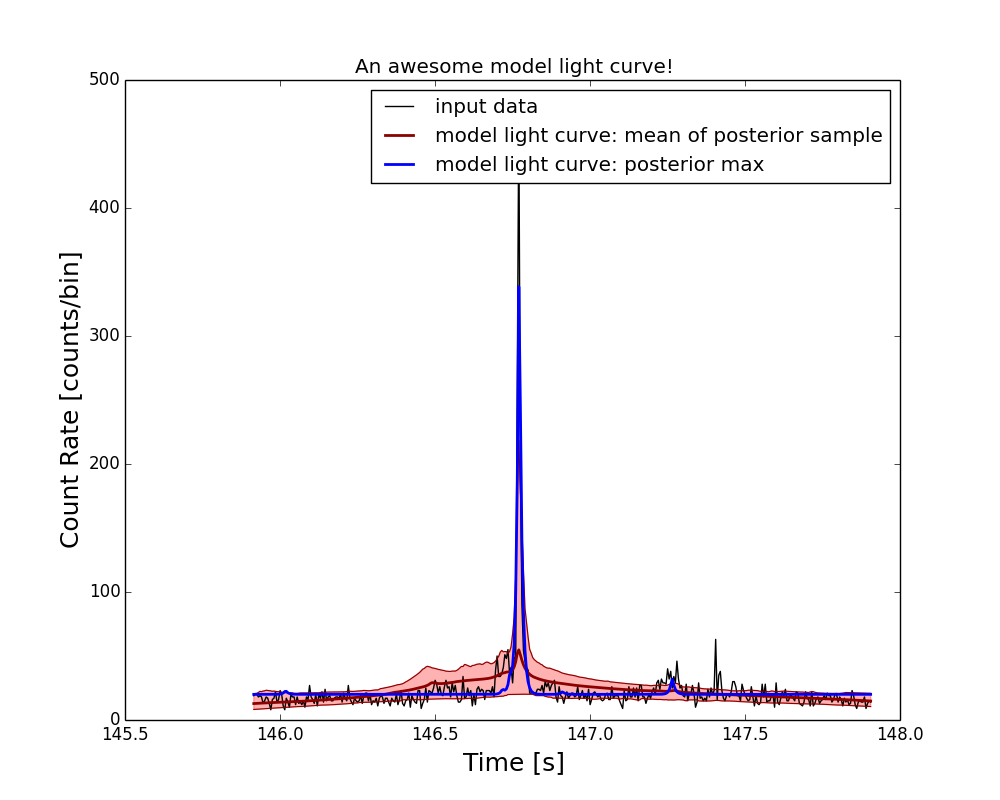 An awesome model light curve!
500
400
300
200
100
0
Count Rate [counts/bin]
input data
model light curve: mean of posterior sample
model light curve: posterior max
145.5 146.0 146.5 147.0 147.5 148.0
Time [s]